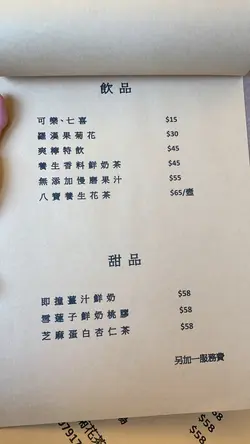 飲品
可樂、七喜 $15
羅漢果菊花 $30
爽檸特飲 $45
養生香料鮮奶茶 $45
無添加慢磨果汁 $55
八寶養生花茶 $65/壺
甜品
即撞薑汁鮮奶 $58
雪蓮子鮮奶桃膠 $58
芝麻蛋白杏仁茶 $58
另加一服務費
$58
$58